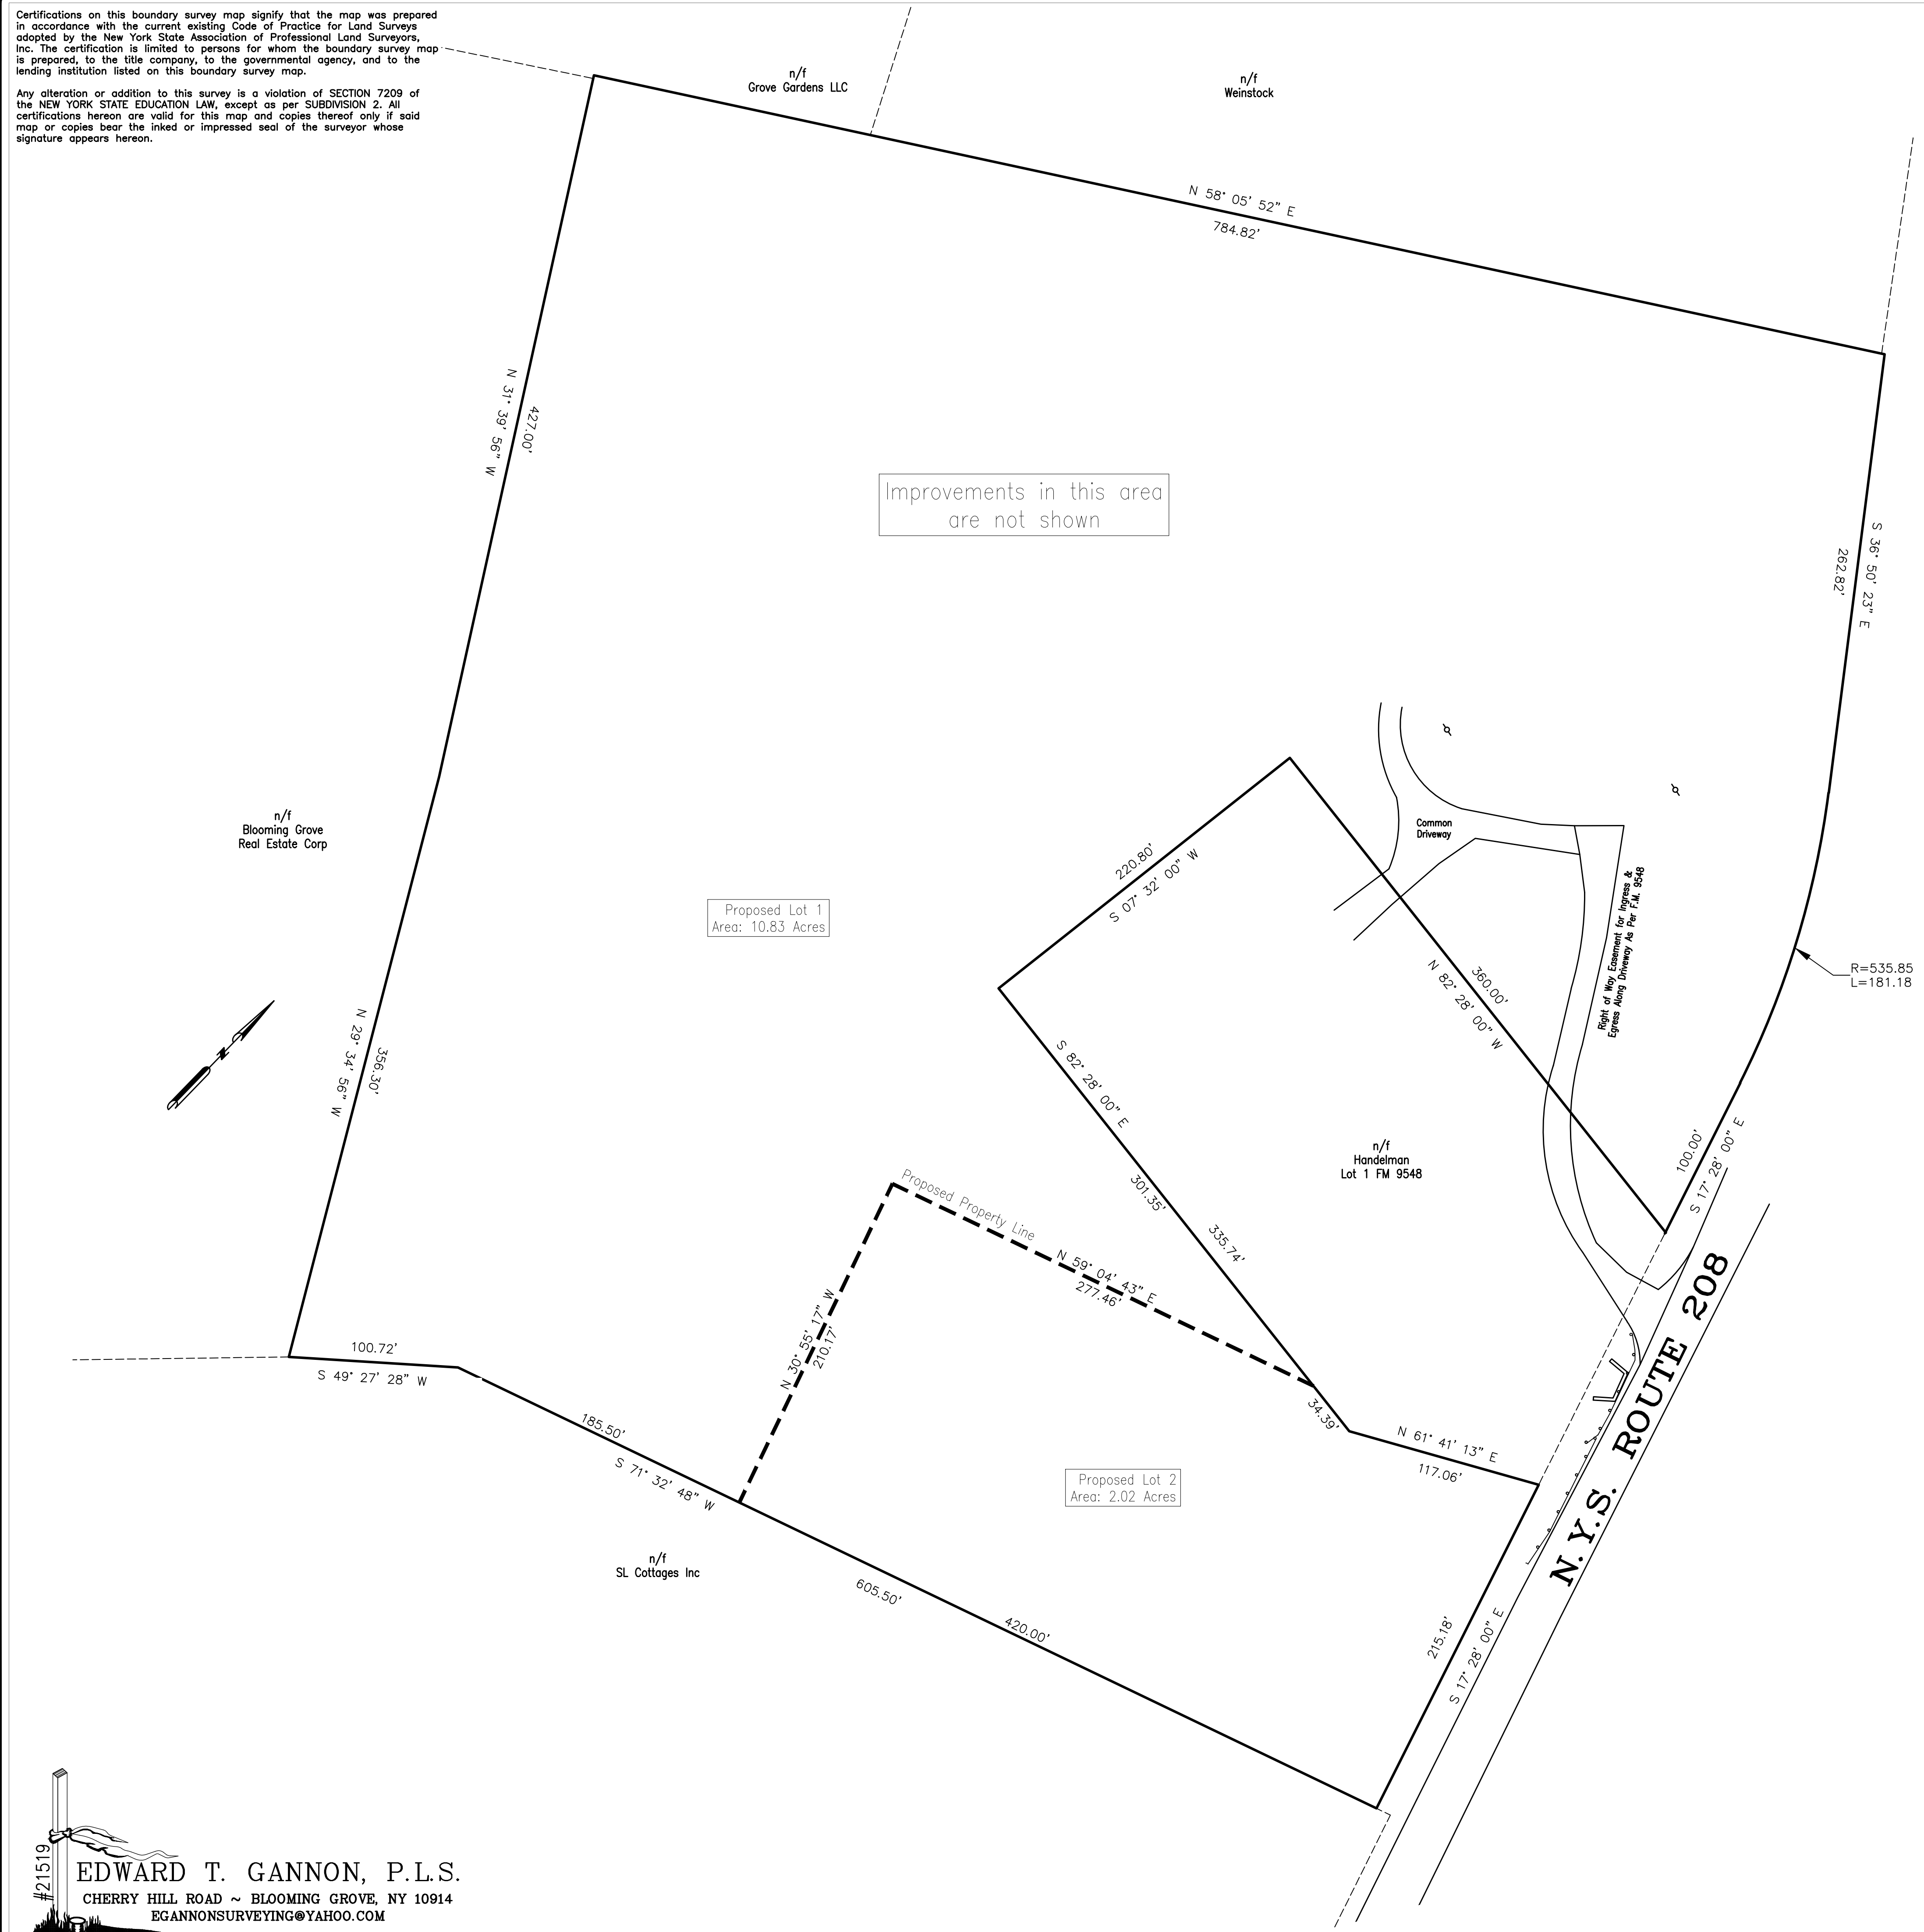 Certifications on this boundary survey map signify that the map was prepared
in accordance with the current existing Code of Practice for Land Surveys
adopted by the New York State Association of Professional Land Surveyors,
Inc. The certification is limited to persons for whom the boundary survey map
is prepared, to the title company, to the governmental agency, and to the
lending institution listed on this boundary survey map.
Any alteration or addition to this survey is a violation of SECTION 7209 of
the NEW YORK STATE EDUCATION LAW, except as per SUBDIVISION 2. All
certifications hereon are valid for this map and copies thereof only if said
map or copies bear the inked or impressed seal of the surveyor whose
signature appears hereon.
n/f
Grove Gardens LLC
n/f
Weinstock
N 58° 05' 52" E
784.82'
N 31° 39' 56" W
427.00'
Improvements in this area
are not shown
S 36° 50' 23" E
262.82'
n/f
Blooming Grove
Real Estate Corp
Common
Driveway
220.80'
S 07° 32' 00" W
Right of Way Easement for Ingress &
Egress Along Driveway As Per F.M. 9548
Proposed Lot 1
Area: 10.83 Acres
360.00'
N 82° 28' 00" W
R=535.85
L=181.18
N
N 29° 34' 56" W
356.30'
S 82° 28' 00" E
301.35'
335.74'
n/f
Handelman
Lot 1 FM 9548
100.00'
S 17° 28' 00" E
Proposed Property Line
N 59° 04' 43" E
277.46'
N 30° 55' 17" W
210.17'
100.72'
S 49° 27' 28" W
185.50'
S 71° 32' 48" W
34.39'
N 61° 41' 13" E
117.06'
N.Y.S. ROUTE 208
Proposed Lot 2
Area: 2.02 Acres
n/f
SL Cottages Inc
605.50'
420.00'
215.18'
S 17° 28' 00" E
#21519
EDWARD T. GANNON, P.L.S.
CHERRY HILL ROAD ~ BLOOMING GROVE, NY 10914
EGANNONSURVEYING@YAHOO.COM